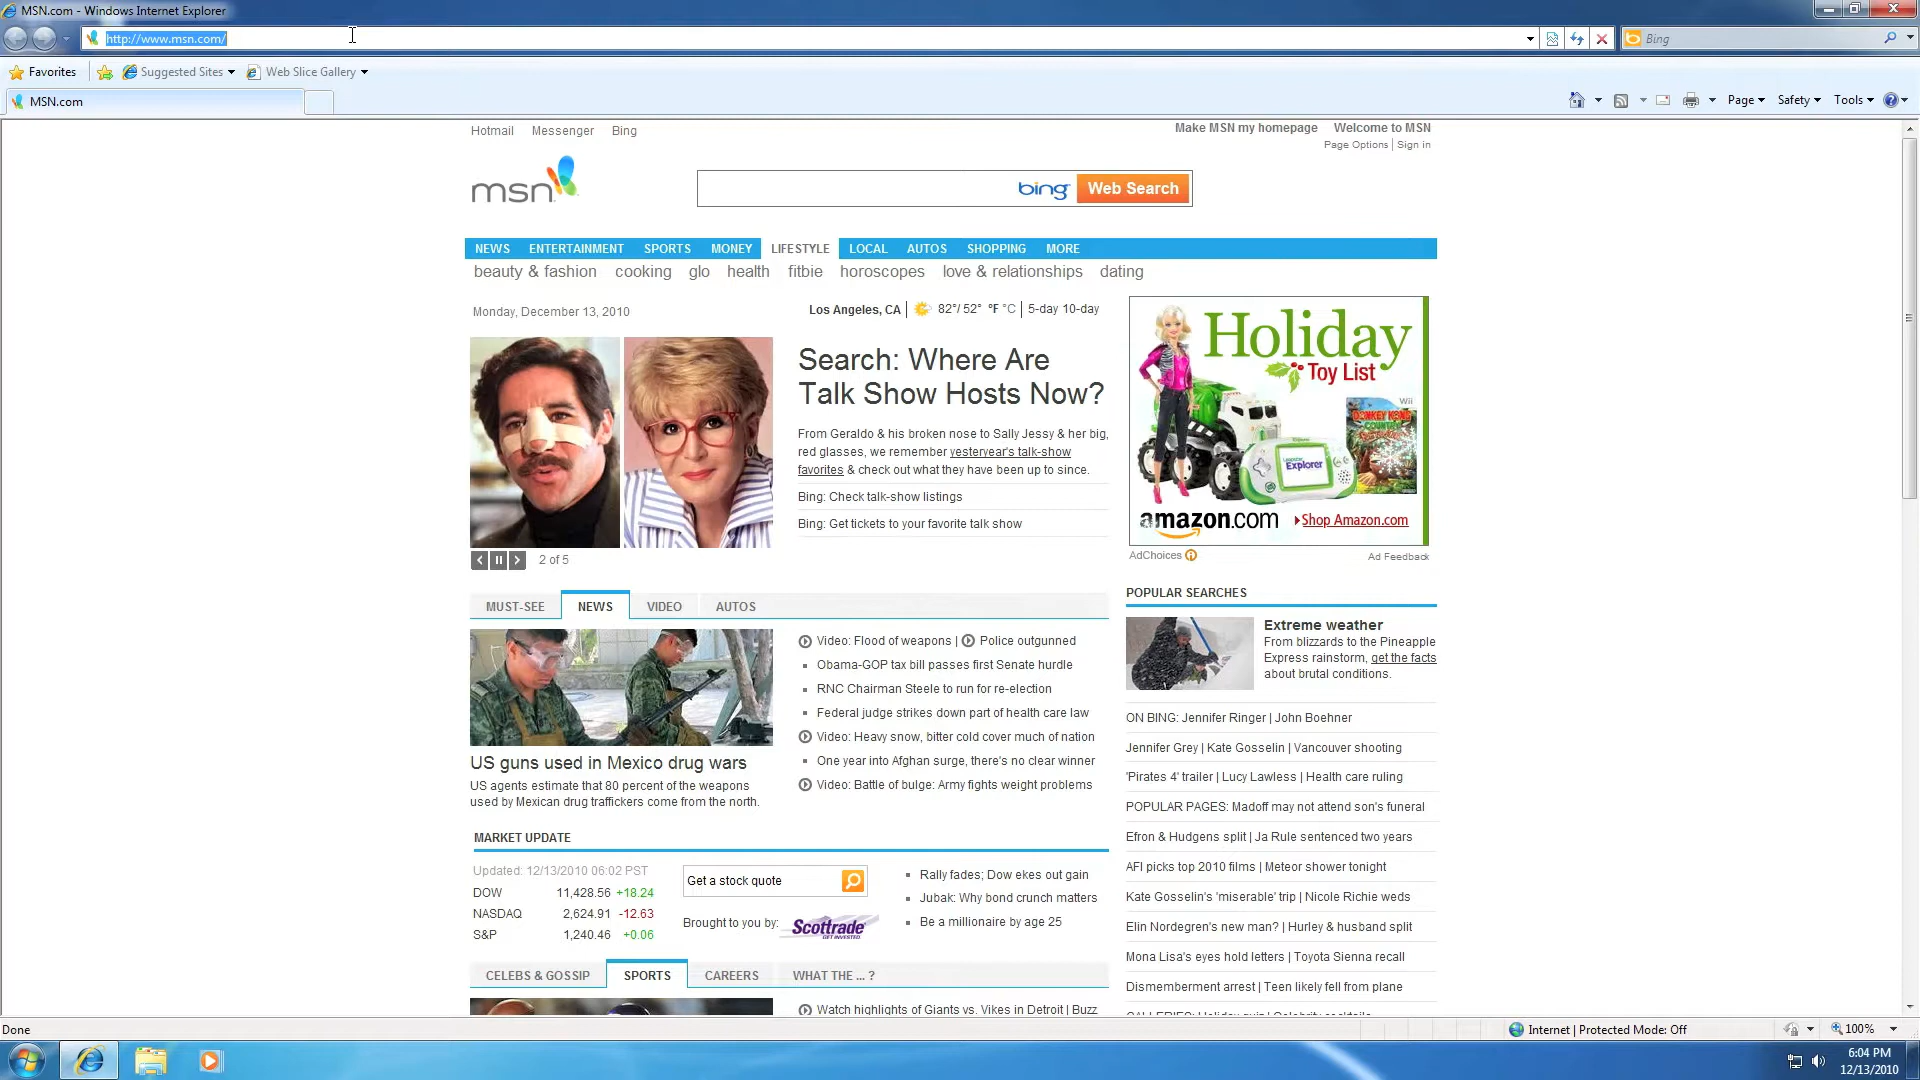 MSN.com - Windows Internet Explorer
http://www.msn.com/
Bing
Favorites
Suggested Sites
Web Slice Gallery
MSN.com
Page
Safety
Tools
Hotmail Messenger Bing
Make MSN my homepage Welcome to MSN
Page Options | Sign in
msn
bing Web Search
NEWS ENTERTAINMENT SPORTS MONEY LIFESTYLE LOCAL AUTOS SHOPPING MORE
beauty & fashion cooking glo health fitbie horoscopes love & relationships dating
Monday, December 13, 2010
Los Angeles, CA | 82°/ 52° °F °C | 5-day 10-day
Search: Where Are
Talk Show Hosts Now?
From Geraldo & his broken nose to Sally Jessy & her big,
red glasses, we remember yesteryear's talk-show
favorites & check out what they have been up to since.
Bing: Check talk-show listings
Bing: Get tickets to your favorite talk show
2 of 5
Holiday
Toy List
Wii
DONKEY KONG
COUNTRY
Explorer
amazon.com
Shop Amazon.com
AdChoices
Ad Feedback
MUST-SEE NEWS VIDEO AUTOS
US guns used in Mexico drug wars
US agents estimate that 80 percent of the weapons
used by Mexican drug traffickers come from the north.
Video: Flood of weapons | Police outgunned
Obama-GOP tax bill passes first Senate hurdle
RNC Chairman Steele to run for re-election
Federal judge strikes down part of health care law
Video: Heavy snow, bitter cold cover much of nation
One year into Afghan surge, there's no clear winner
Video: Battle of bulge: Army fights weight problems
MARKET UPDATE
Updated: 12/13/2010 06:02 PST
DOW 11,428.56 +18.24
NASDAQ 2,624.91 -12.63
S&P 1,240.46 +0.06
Get a stock quote
Brought to you by: Scottrade
GET INVESTED
Rally fades; Dow ekes out gain
Jubak: Why bond crunch matters
Be a millionaire by age 25
CELEBS & GOSSIP SPORTS CAREERS WHAT THE ... ?
Watch highlights of Giants vs. Vikes in Detroit | Buzz
POPULAR SEARCHES
Extreme weather
From blizzards to the Pineapple
Express rainstorm, get the facts
about brutal conditions.
ON BING: Jennifer Ringer | John Boehner
Jennifer Grey | Kate Gosselin | Vancouver shooting
'Pirates 4' trailer | Lucy Lawless | Health care ruling
POPULAR PAGES: Madoff may not attend son's funeral
Efron & Hudgens split | Ja Rule sentenced two years
AFI picks top 2010 films | Meteor shower tonight
Kate Gosselin's 'miserable' trip | Nicole Richie weds
Elin Nordegren's new man? | Hurley & husband split
Mona Lisa's eyes hold letters | Toyota Sienna recall
Dismemberment arrest | Teen likely fell from plane
Done
Internet | Protected Mode: Off
100%
6:04 PM
12/13/2010